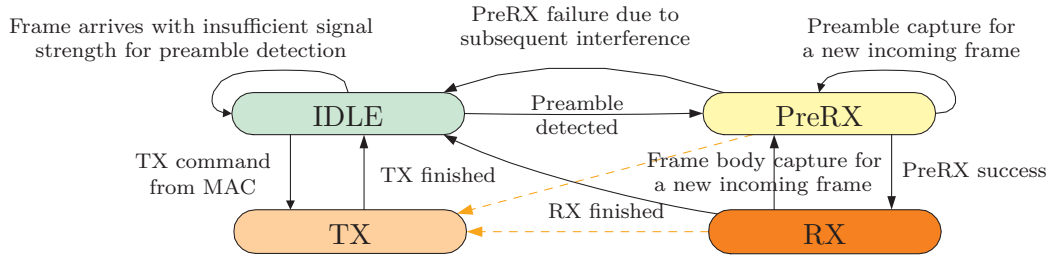 Frame arrives with insufficient signal
strength for preamble detection
PreRX failure due to
subsequent interference
Preamble capture for
a new incoming frame
IDLE
Preamble
detected
PreRX
TX command
from MAC
TX finished
Frame body capture for
a new incoming frame
PreRX success
RX finished
TX
RX